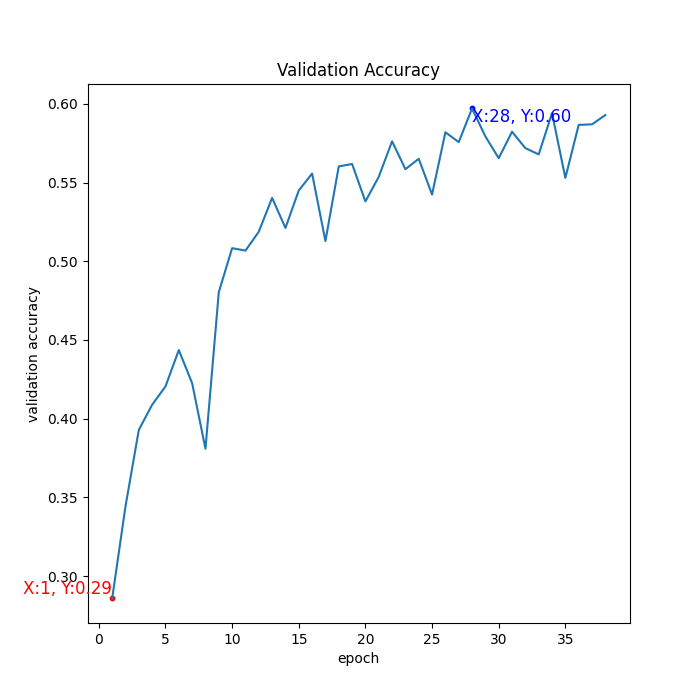 Validation Accuracy
validation accuracy
0.60
0.55
0.50
0.45
0.40
0.35
0.30
X:28, Y:0.60
X:1, Y:0.29
0 5 10 15 20 25 30 35
epoch